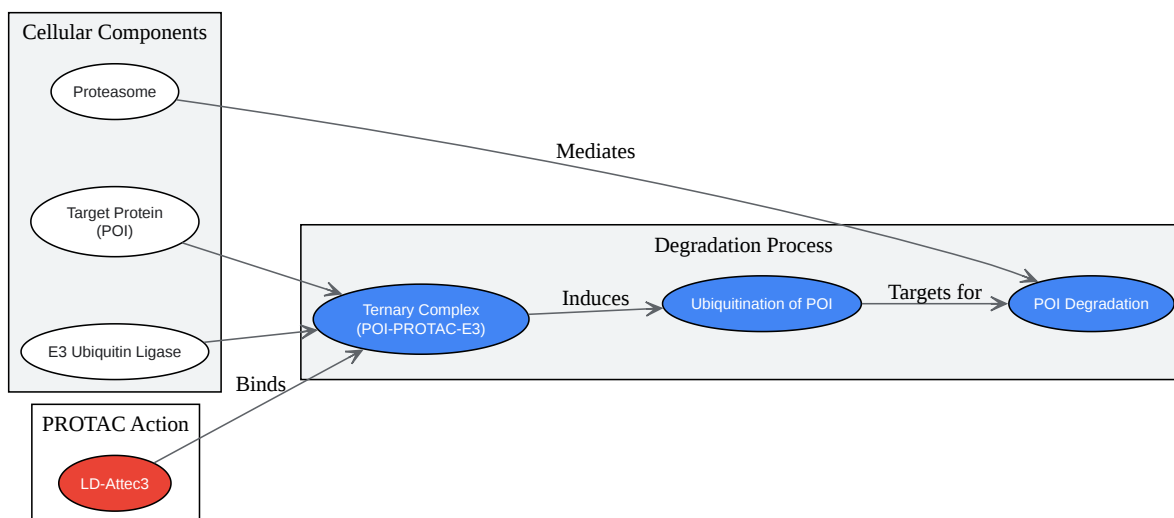 Cellular Components
Proteasome
Mediates
Target Protein
(POI)
Degradation Process
Ternary Complex
(POI-PROTAC-E3)
Induces
Ubiquitination of POI
Targets for
POI Degradation
E3 Ubiquitin Ligase
Binds
PROTAC Action
LD-Attec3